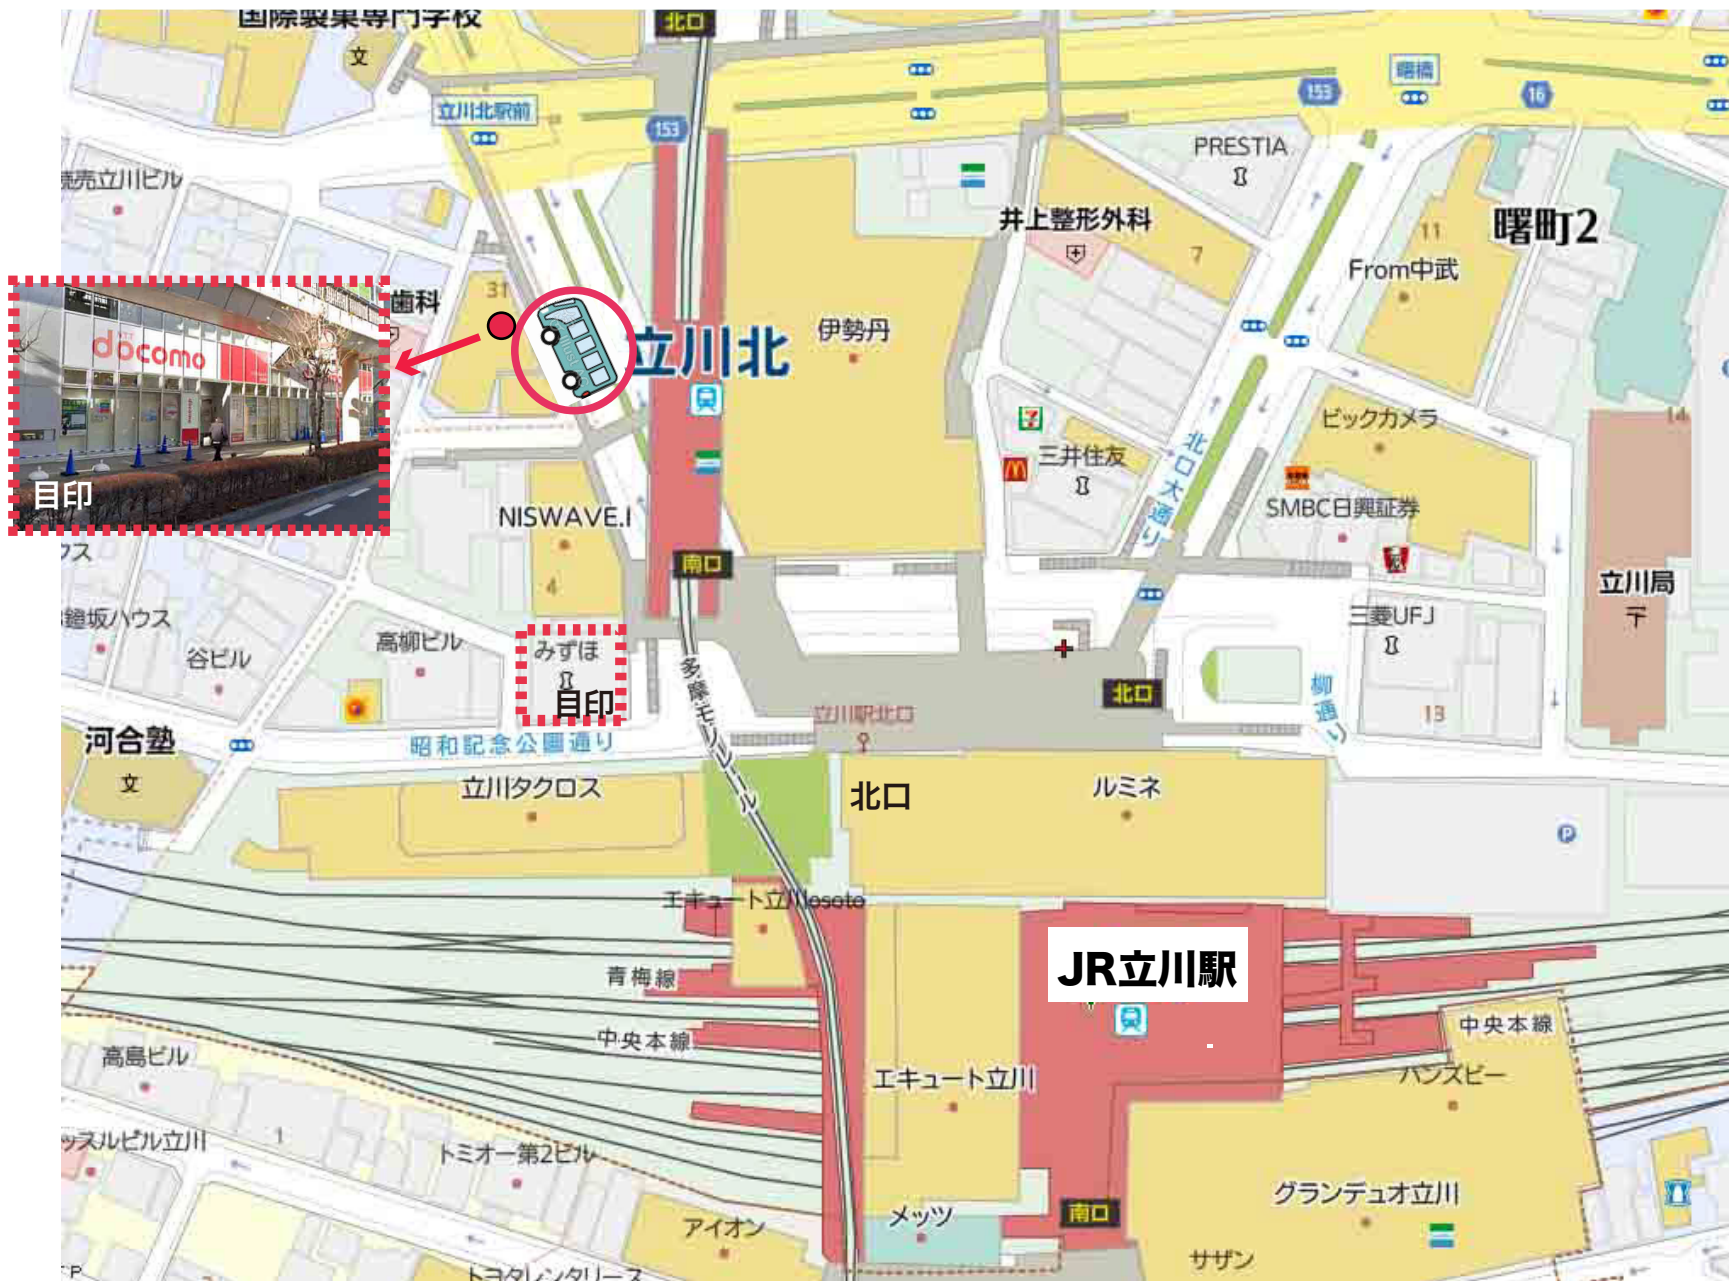 国際製菓専門学校
北口
立川北駅前
153
曙橋
153
16
PRESTIA
売立川ビル
井上整形外科
7
曙町2
11
From中武
歯科
31
docomo
目印
立川北
伊勢丹
ビックカメラ
14
三井住友
北口大通り
SMBC日興証券
NISWAVE.I
南口
4
立川局
三菱UFJ
鐙坂ハウス
谷ビル
高柳ビル
みずほ
目印
多摩モノレール
北口
柳通り
13
立川駅北口
河合塾
昭和記念公園通り
立川タクロス
北口
ルミネ
P
エキュート立川osoto
JR立川駅
青梅線
中央本線
中央本線
高島ビル
エキュート立川
ハンズビー
ッスルビル立川
1
トミオー第2ビル
グランデュオ立川
メッツ
南口
アイオン
サザン
トヨタレンタリース